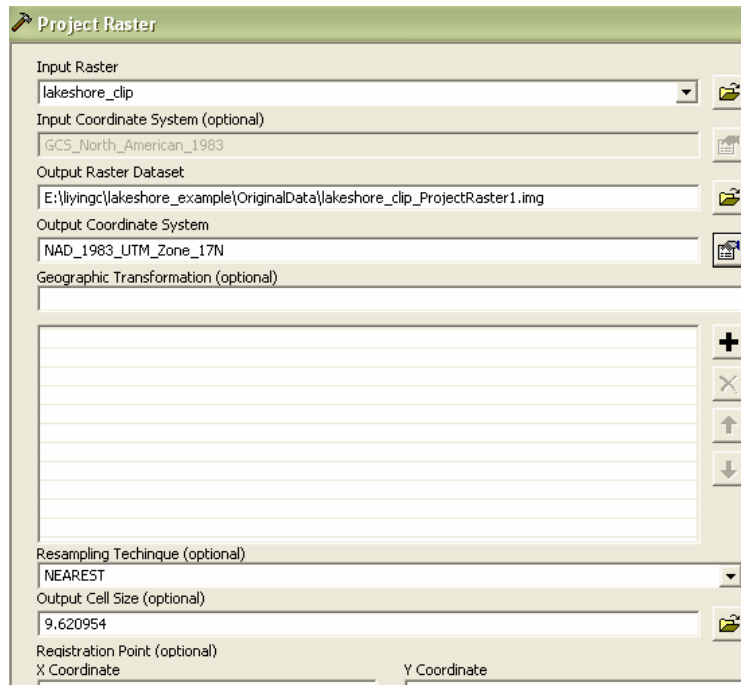 Project Raster
Input Raster
lakeshore_clip
Input Coordinate System (optional)
GCS_North_American_1983
Output Raster Dataset
E:\liyingc\lakeshore_example\OriginalData\lakeshore_clip_ProjectRaster1.img
Output Coordinate System
NAD_1983_UTM_Zone_17N
Geographic Transformation (optional)
Resampling Techinque (optional)
NEAREST
Output Cell Size (optional)
9.620954
Registration Point (optional)
X Coordinate Y Coordinate